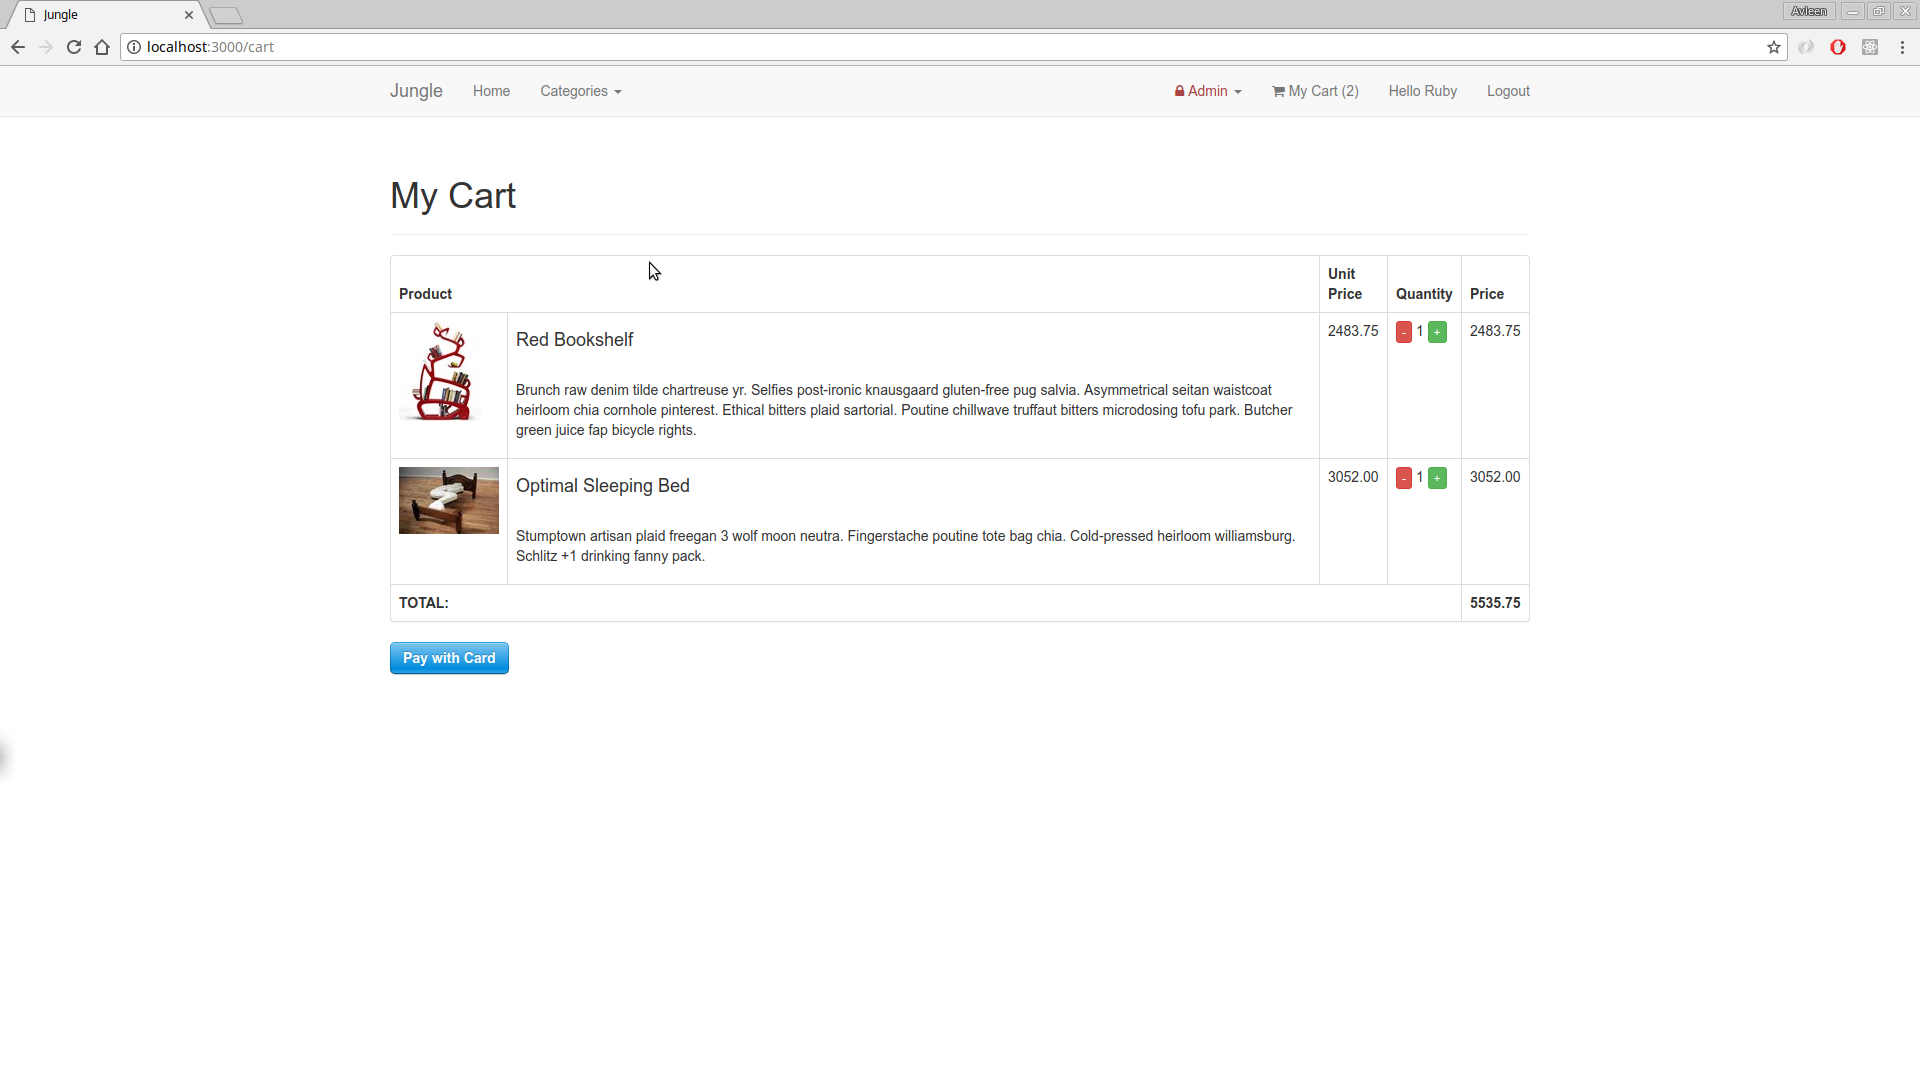 Jungle
Avleen
localhost:3000/cart
Jungle Home Categories Admin My Cart (2) Hello Ruby Logout
My Cart
Product Unit Price Quantity Price
Red Bookshelf 2483.75 - 1 + 2483.75
Brunch raw denim tilde chartreuse yr. Selfies post-ironic knausgaard gluten-free pug salvia. Asymmetrical seitan waistcoat
heirloom chia cornhole pinterest. Ethical bitters plaid sartorial. Poutine chillwave truffaut bitters microdosing tofu park. Butcher
green juice fap bicycle rights.
Optimal Sleeping Bed 3052.00 - 1 + 3052.00
Stumptown artisan plaid freegan 3 wolf moon neutra. Fingerstache poutine tote bag chia. Cold-pressed heirloom williamsburg.
Schlitz +1 drinking fanny pack.
TOTAL: 5535.75
Pay with Card